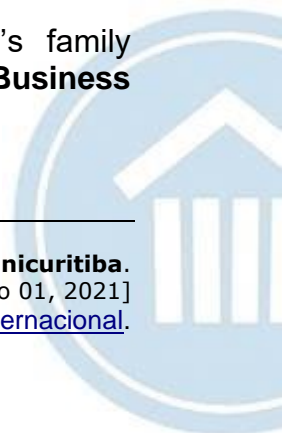 's family
Business
nicuritiba.
o 01, 2021]
ernacional.